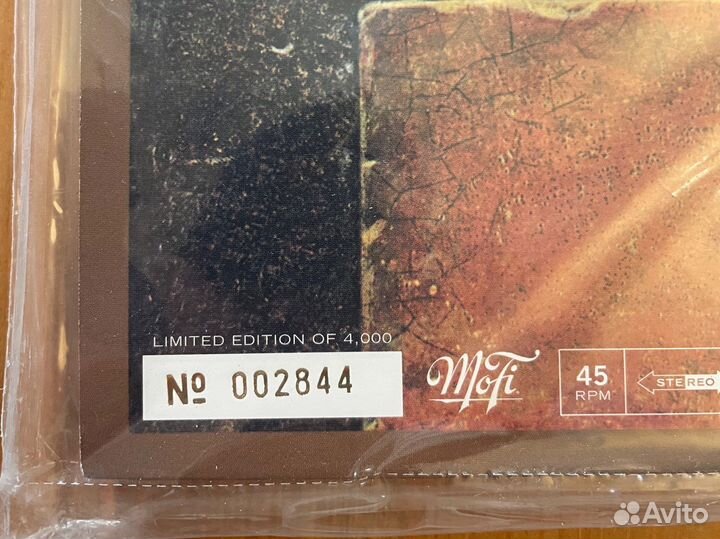 LIMITED EDITION OF 4,000
№ 002844
MoFi
45
RPM
STEREO
Avito